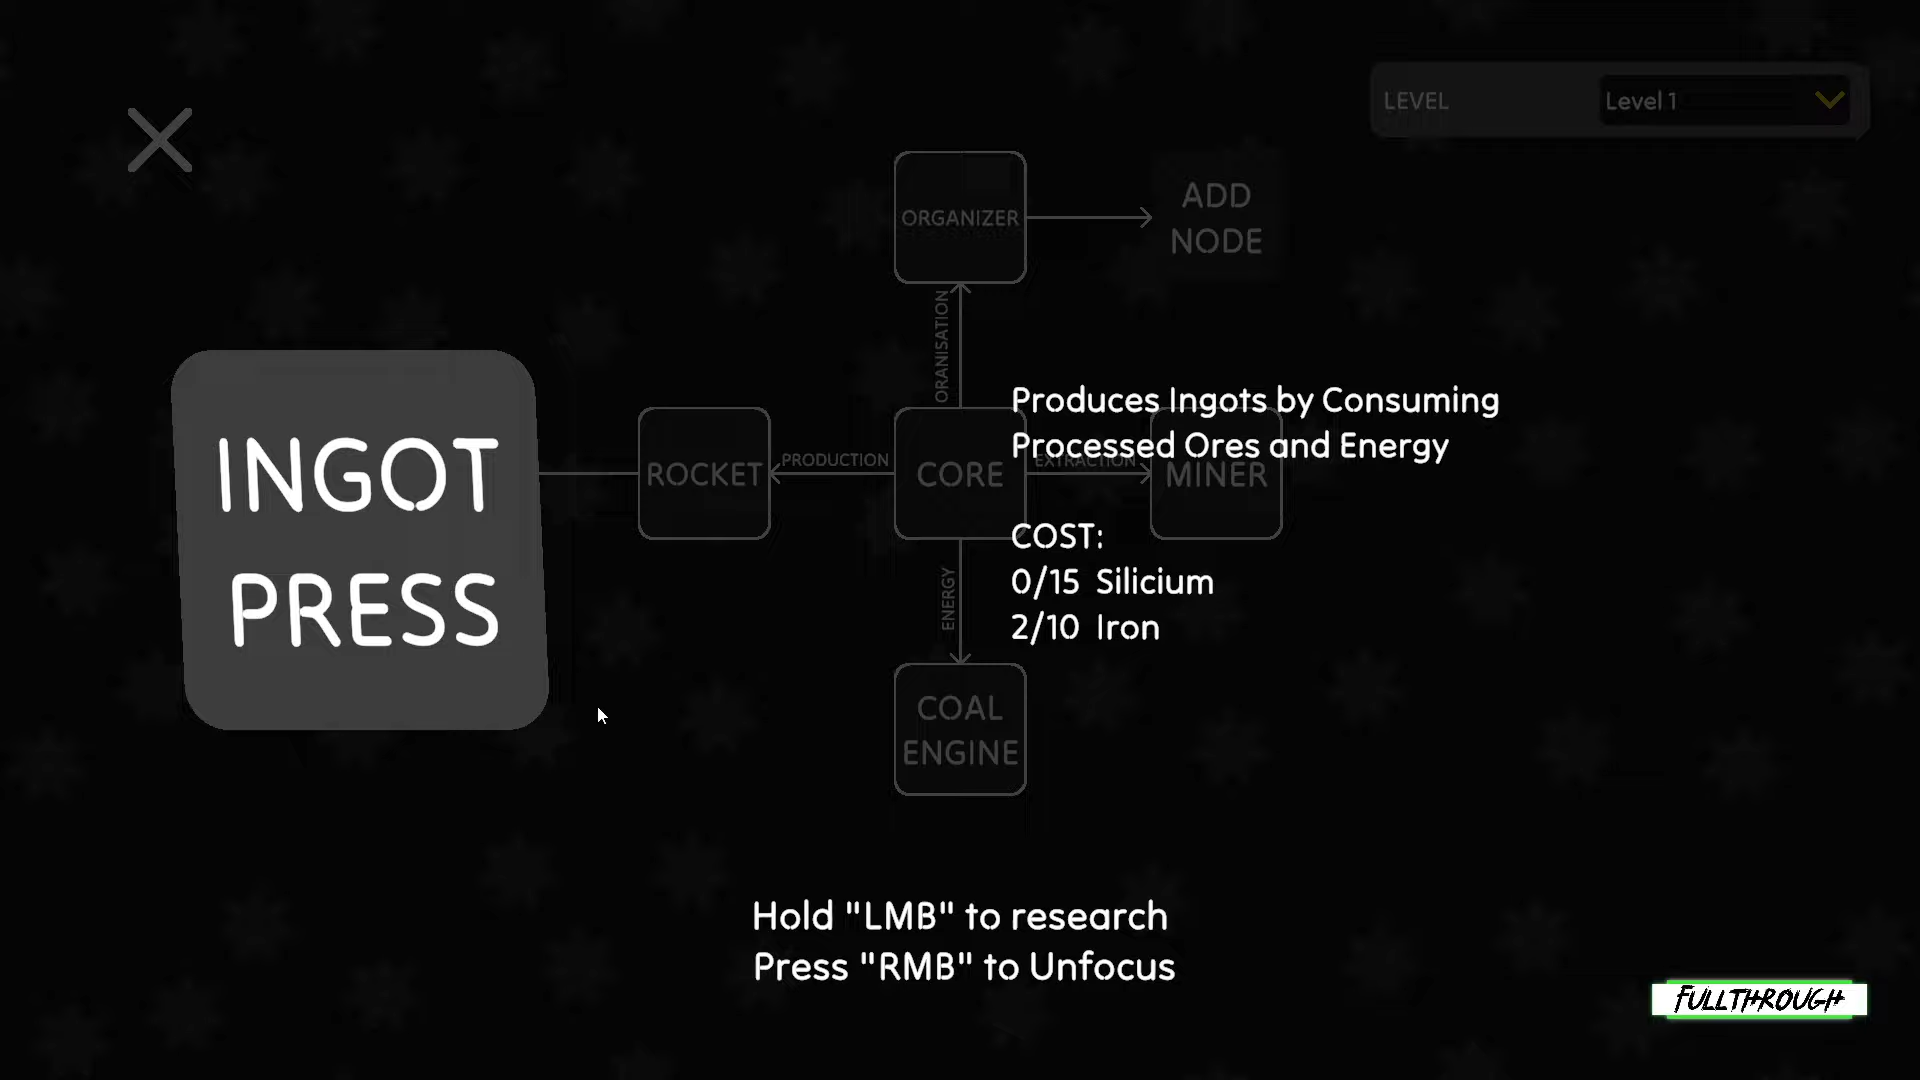 LEVEL
Level 1
ORGANIZER
ADD
NODE
ORANISATION
INGOT
PRESS
ROCKET
PRODUCTION
CORE
EXTRACTION
MINER
Produces Ingots by Consuming
Processed Ores and Energy
COST:
0/15 Silicium
2/10 Iron
ENERGY
COAL
ENGINE
Hold "LMB" to research
Press "RMB" to Unfocus
FULLTHROUGH